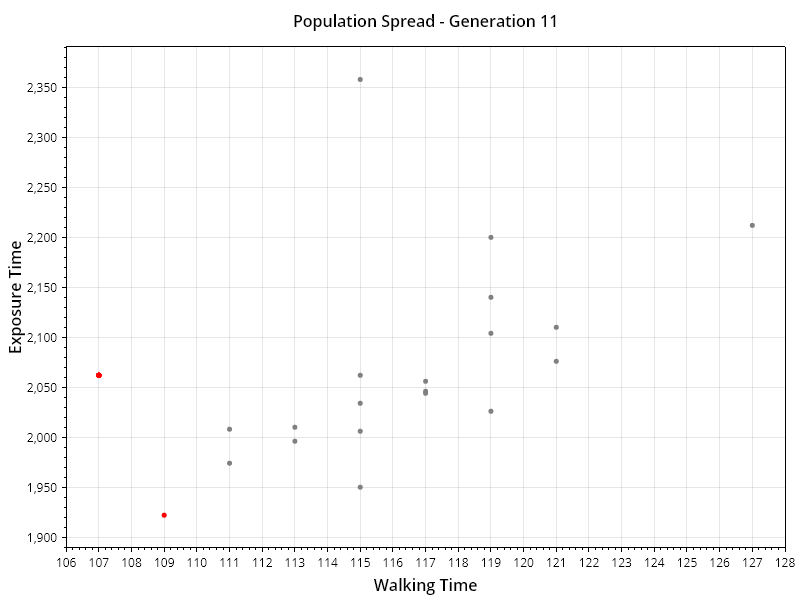 Population Spread - Generation 11
2,350
2,300
2,250
2,200
2,150
2,100
2,050
2,000
1,950
1,900
Exposure Time
106 107 108 109 110 111 112 113 114 115 116 117 118 119 120 121 122 123 124 125 126 127 128
Walking Time